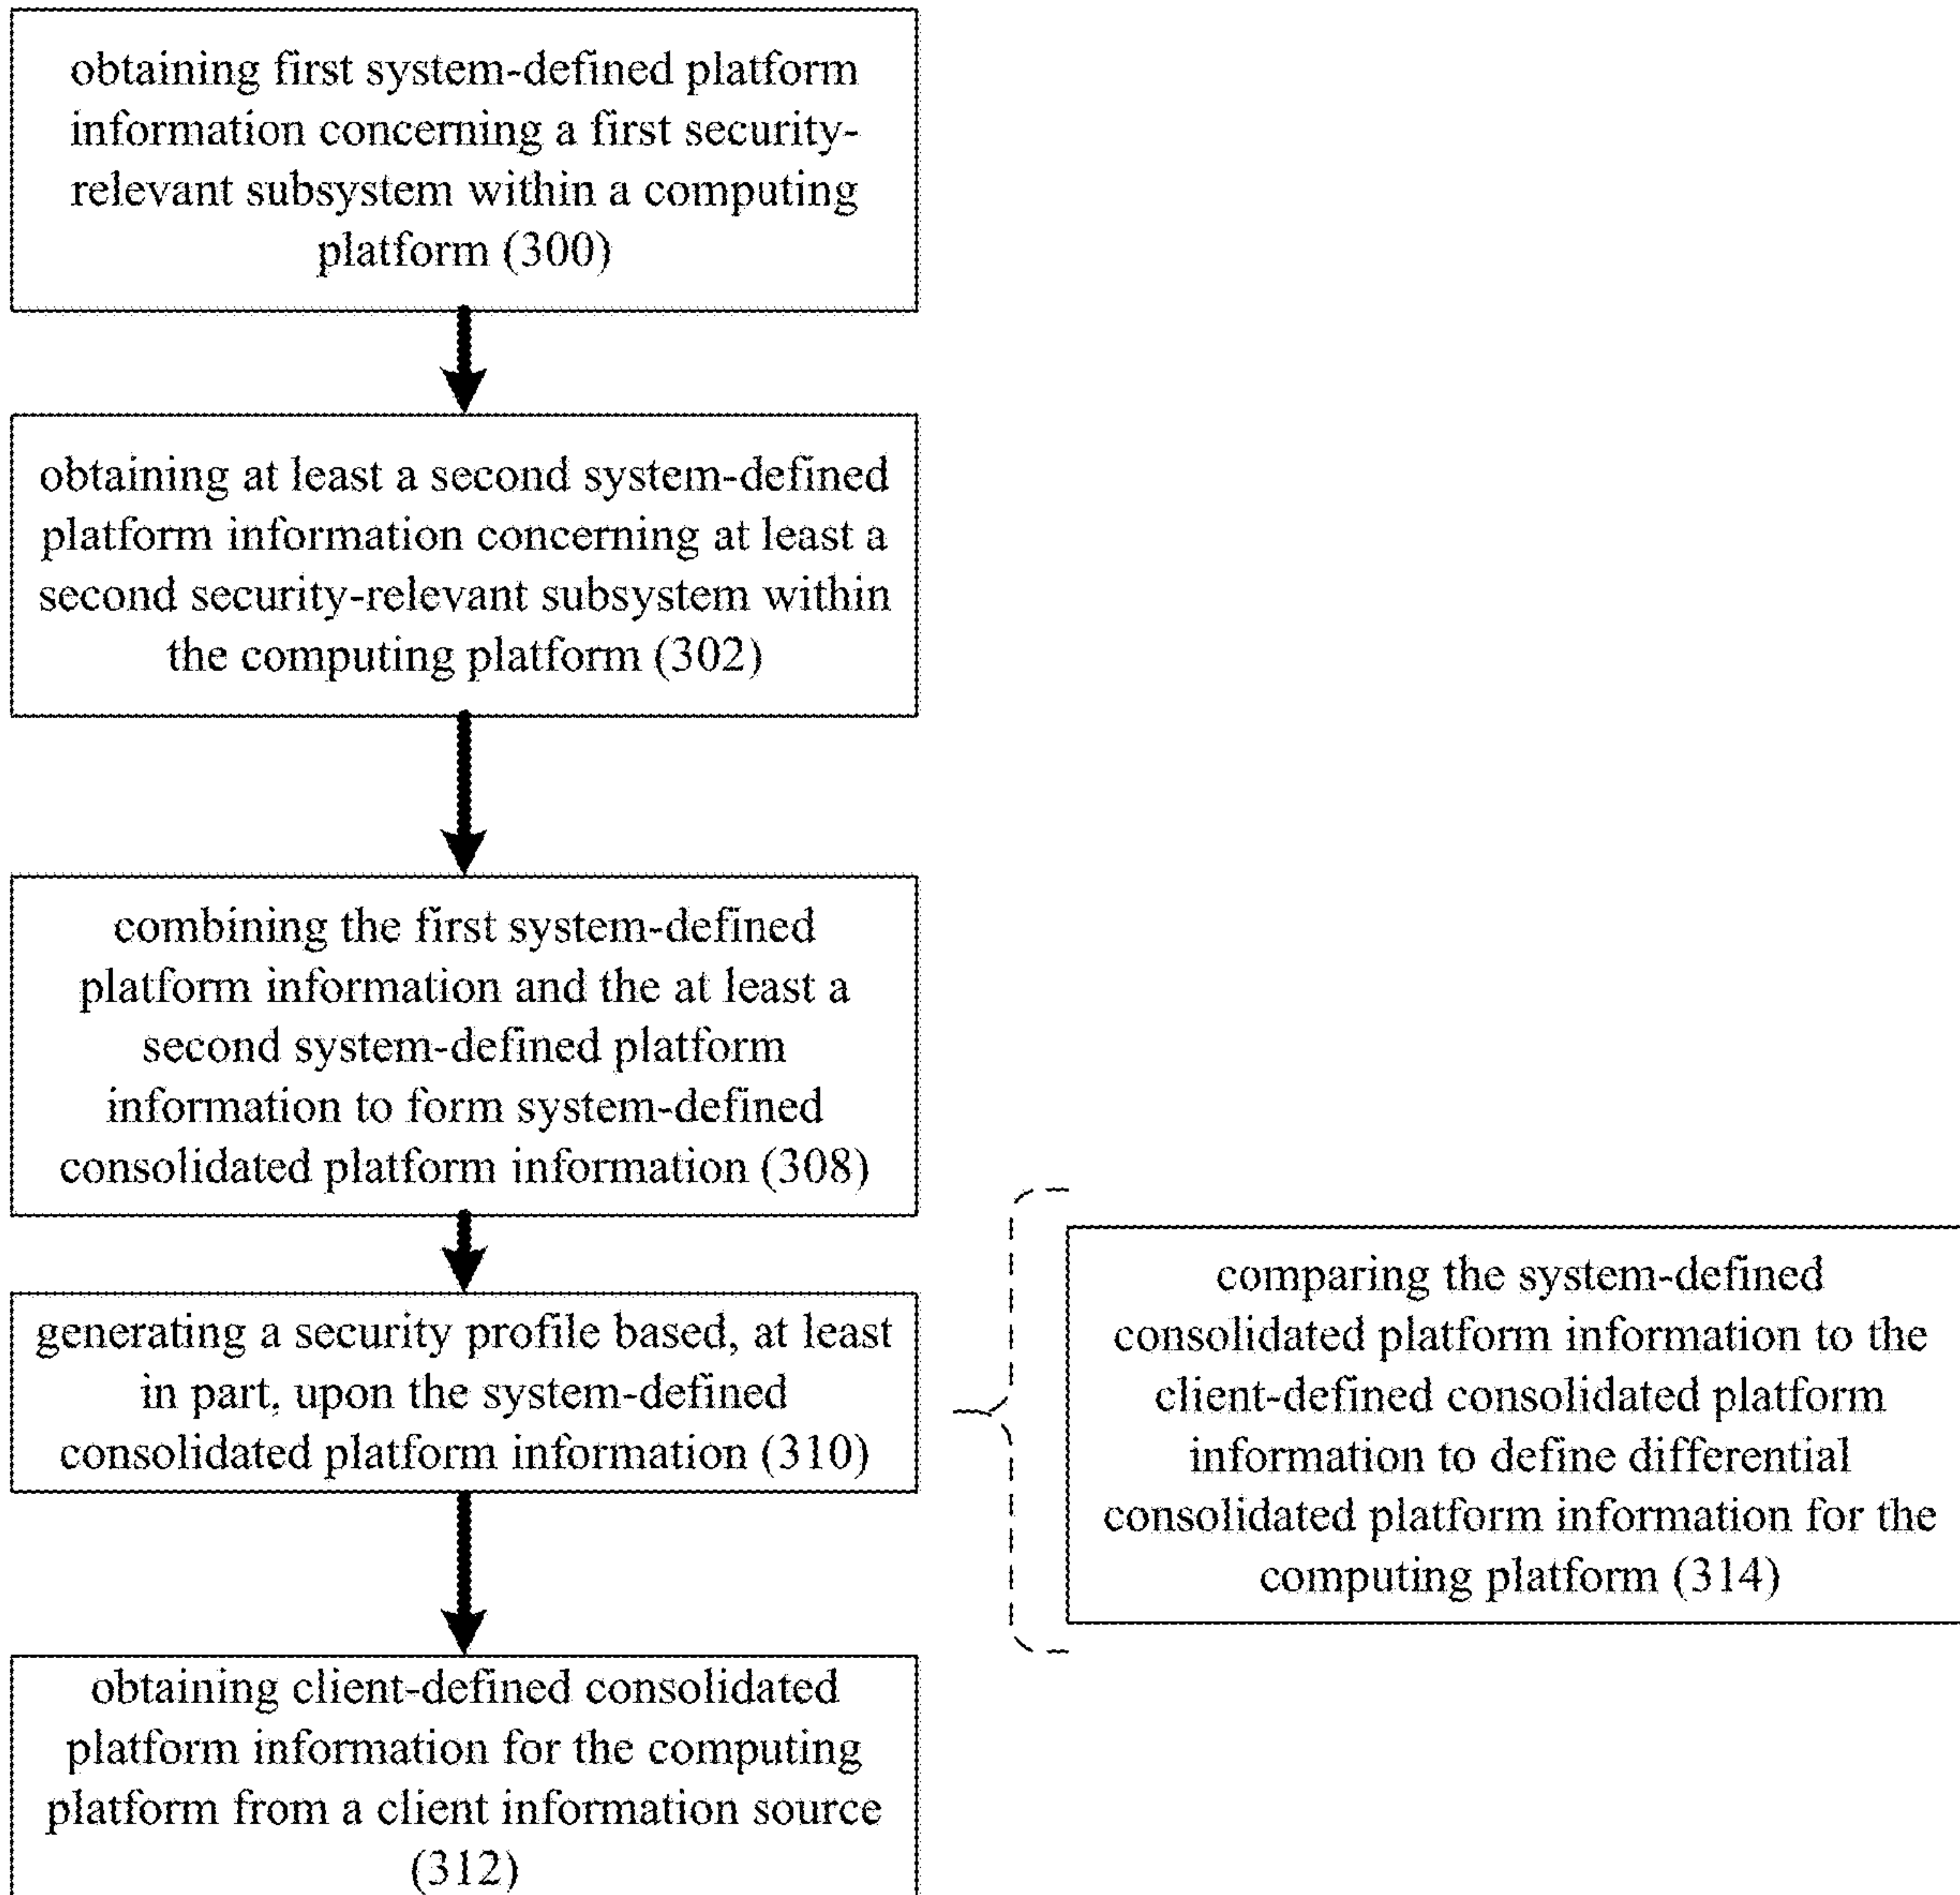 obtaining first system-defined platform
information concerning a first security-
relevant subsystem within a computing
platform (300)
obtaining at least a second system-defined
platform information concerning at least a
second security-relevant subsystem within
the computing platform (302)
combining the first system-defined
platform information and the at least a
second system-defined platform
information to form system-defined
consolidated platform information (308)
generating a security profile based, at least
in part, upon the system-defined
consolidated platform information (310)
comparing the system-defined
consolidated platform information to the
client-defined consolidated platform
information to define differential
consolidated platform information for the
computing platform (314)
obtaining client-defined consolidated
platform information for the computing
platform from a client information source
(312)